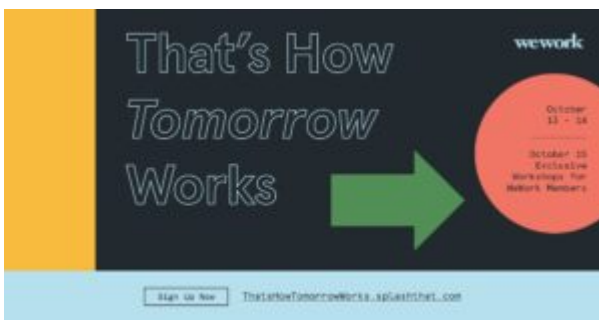 That's How
Tomorrow
Works
wework
October
13 - 14
October 15
Exclusive
Workshops for
WeWork Members
Sign Up Now
ThatsHowTomorrowWorks.splashthat.com